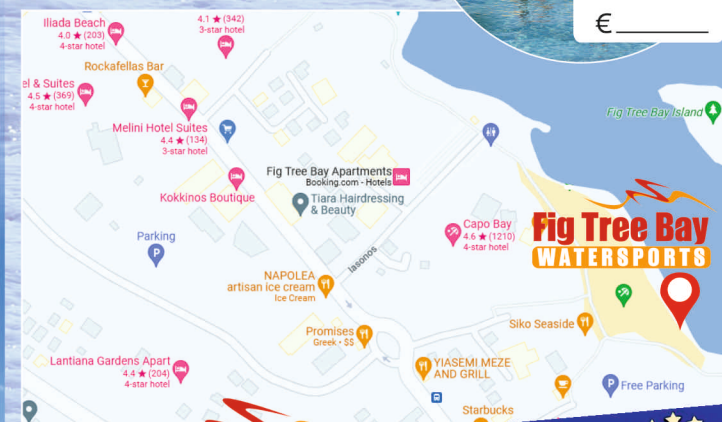 €
Iliada Beach
4.0 ★ (203)
4-star hotel
4.1 ★ (342)
3-star hotel
Rockafellas Bar
el & Suites
4.5 ★ (369)
4-star hotel
Melini Hotel Suites
4.4 ★ (134)
3-star hotel
Fig Tree Bay Island
Fig Tree Bay Apartments
Booking.com - Hotels
Kokkinos Boutique
Tiara Hairdressing
& Beauty
Capo Bay
4.6 ★ (1210)
4-star hotel
Fig Tree Bay
WATERSPORTS
Parking
P
Iasonos
NAPOLEA
artisan ice cream
Ice Cream
Promises
Greek • $$
Siko Seaside
Lantiana Gardens Apart
4.4 ★ (204)
4-star hotel
YIASEMI MEZE
AND GRILL
P
Free Parking
Starbucks